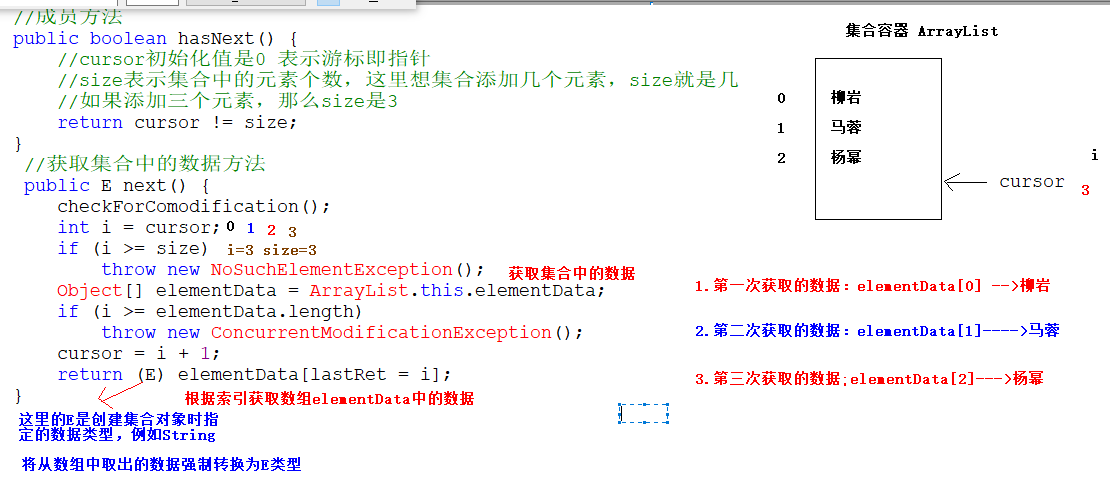 //成员方法
public boolean hasNext() {
//cursor初始化值是0 表示游标即指针
//size表示集合中的元素个数，这里想集合添加几个元素，size就是几
//如果添加三个元素，那么size是3
return cursor != size;
}
//获取集合中的数据方法
public E next() {
checkForComodification();
int i = cursor; 0 1 2 3
if (i >= size) i=3 size=3
throw new NoSuchElementException(); 获取集合中的数据
Object[] elementData = ArrayList.this.elementData;
if (i >= elementData.length)
throw new ConcurrentModificationException();
cursor = i + 1;
return (E) elementData[lastRet = i];
}
根据索引获取数组elementData中的数据
这里的E是创建集合对象时指
定的数据类型，例如String
将从数组中取出的数据强制转换为E类型
集合容器 ArrayList
0 柳岩
1 马蓉
2 杨幂
i
cursor 3
1.第一次获取的数据：elementData[0] -->柳岩
2.第二次获取的数据：elementData[1]---->马蓉
3.第三次获取的数据;elementData[2]--->杨幂